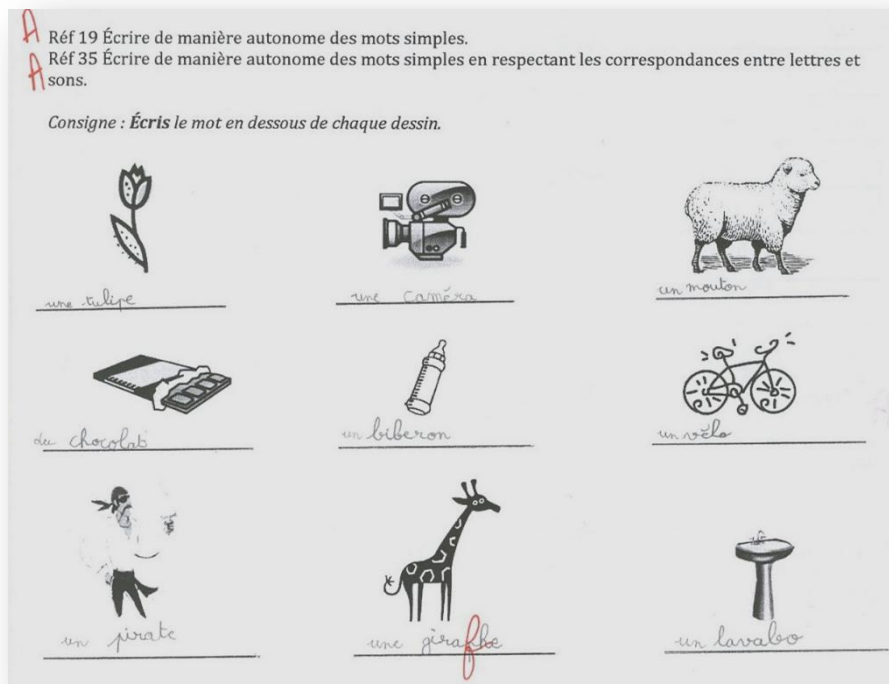 A
Réf 19 Écrire de manière autonome des mots simples.
A
Réf 35 Écrire de manière autonome des mots simples en respectant les correspondances entre lettres et
sons.
Consigne : Écris le mot en dessous de chaque dessin.
une tulipe une caméra un mouton
du chocolat un biberon un vélo
un pirate une giraphe f un lavabo